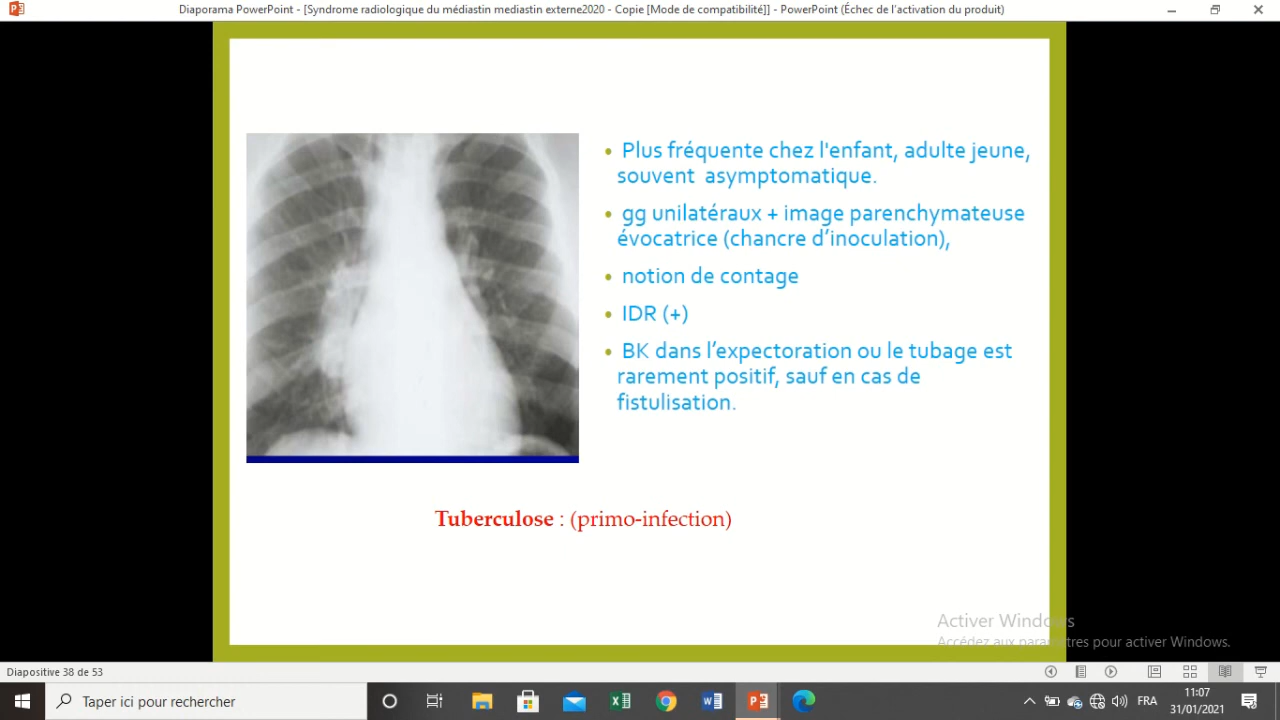 Diaporama PowerPoint - [Syndrome radiologique du médiastin mediastin externe2020 - Copie [Mode de compatibilité]] - PowerPoint (Échec de l'activation du produit)
• Plus fréquente chez l'enfant, adulte jeune,
souvent asymptomatique.
• gg unilatéraux + image parenchymateuse
évocatrice (chancre d’inoculation),
• notion de contage
• IDR (+)
• BK dans l’expectoration ou le tubage est
rarement positif, sauf en cas de
fistulisation.
Tuberculose : (primo-infection)
Activer Windows
Accédez aux paramètres pour activer Windows.
Diapositive 38 de 53
Taper ici pour rechercher
FRA
11:07
31/01/2021